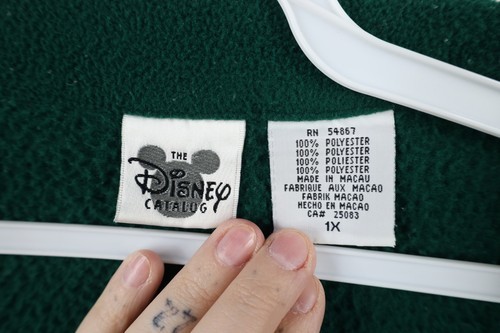 THE
Disney
CATALOG
RN 54867
100% POLYESTER
100% POLYESTER
100% POLIESTER
100% POLYESTER
MADE IN MACAU
FABRIQUE AUX MACAO
FABRIK MACAO
HECHO EN MACAO
CA# 25083
1X